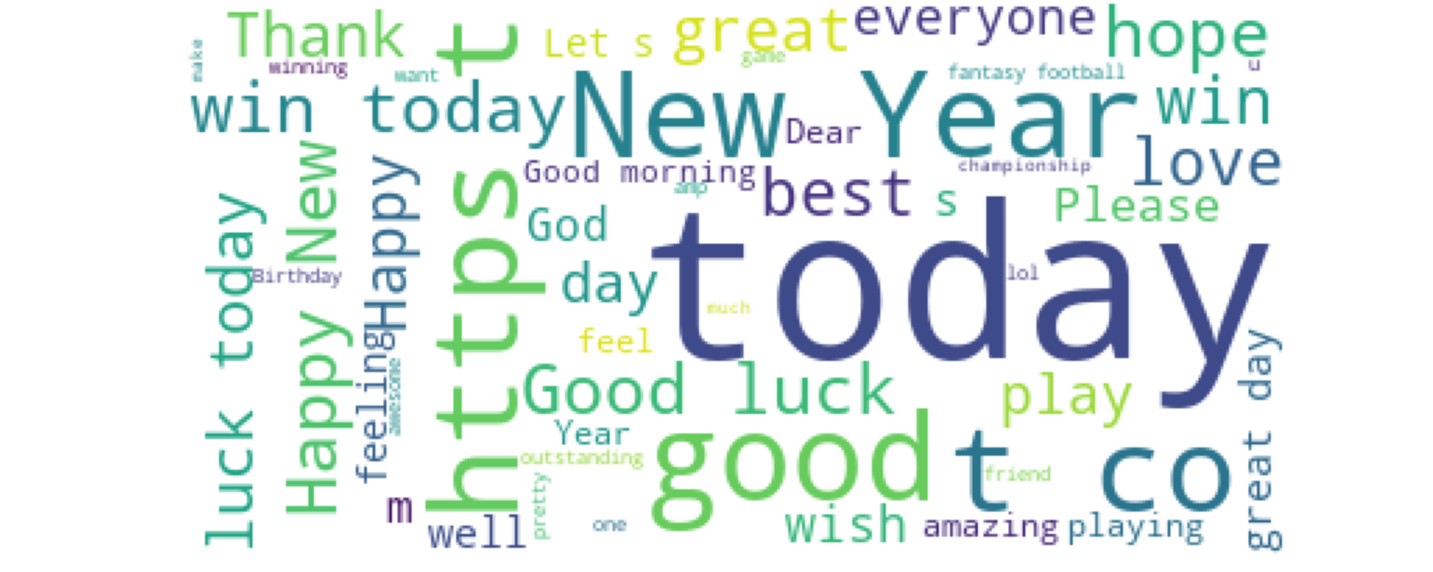 Thank
t
Let s
great
everyone
hope
make
winning
want
game
fantasy football
u
win today
New Year
Dear
win
Good morning
championship
love
amp
best
s
Please
luck today
Happy New
Happy
https
God
today
Birthday
day
lol
much
feel
feeling
awesome
Good luck
play
great day
Year
good
t co
outstanding
friend
pretty
m
well
one
wish
amazing
playing